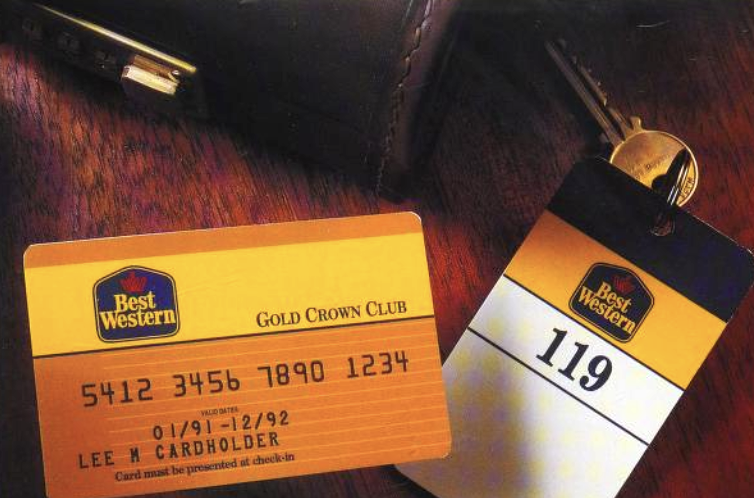 Best
Western
GOLD CROWN CLUB
5412 3456 7890 1234
VALID DATES
01/91-12/92
LEE M CARDHOLDER
Card must be presented at check-in
Best
Western
119